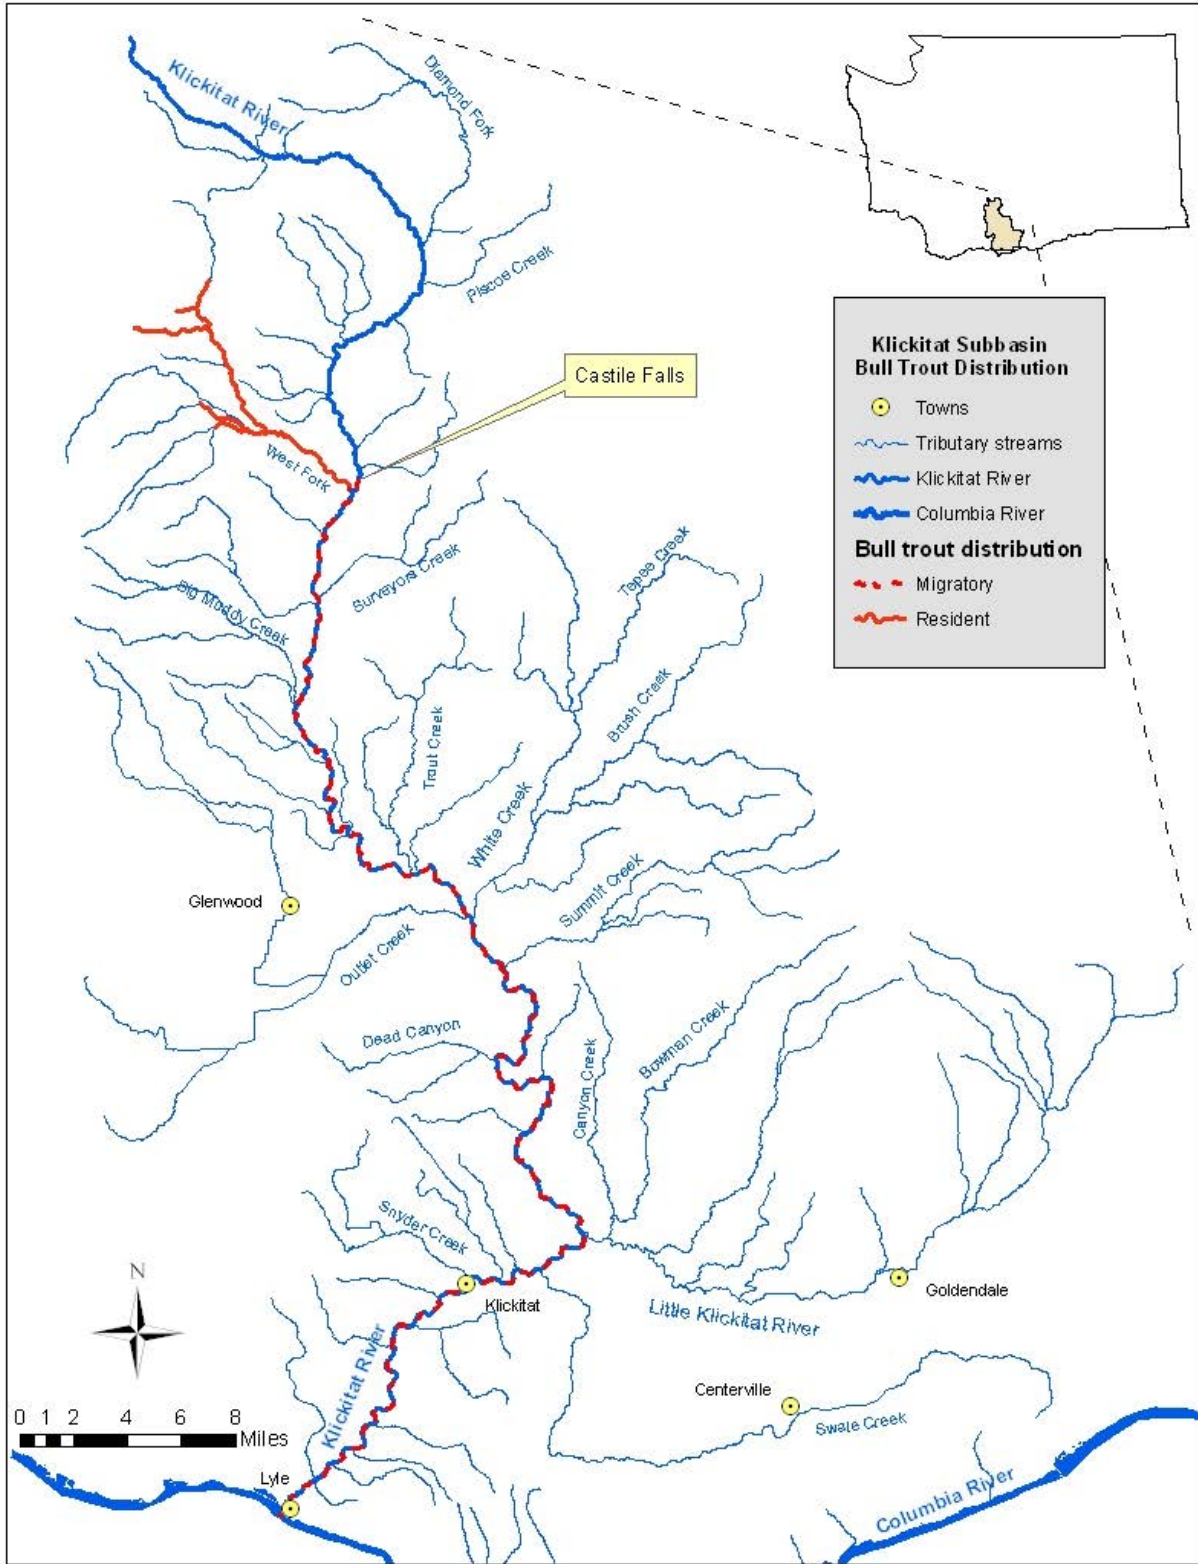 Klickitat River
Diamond Fork
Piscoe Creek
Castile Falls
West Fork
Klickitat Subbasin
Bull Trout Distribution
Towns
Tributary streams
Klickitat River
Columbia River
Bull trout distribution
Migratory
Resident
Surveyors Creek
Tepee Creek
Big Muddy Creek
Brush Creek
Trout Creek
White Creek
Summit Creek
Glenwood
Outlet Creek
Dead Canyon
Canyon Creek
Bowman Creek
Snyder Creek
N
Klickitat
Goldendale
Little Klickitat River
Klickitat River
Centerville
Swale Creek
0 1 2 4 6 8
Miles
Lyle
Columbia River